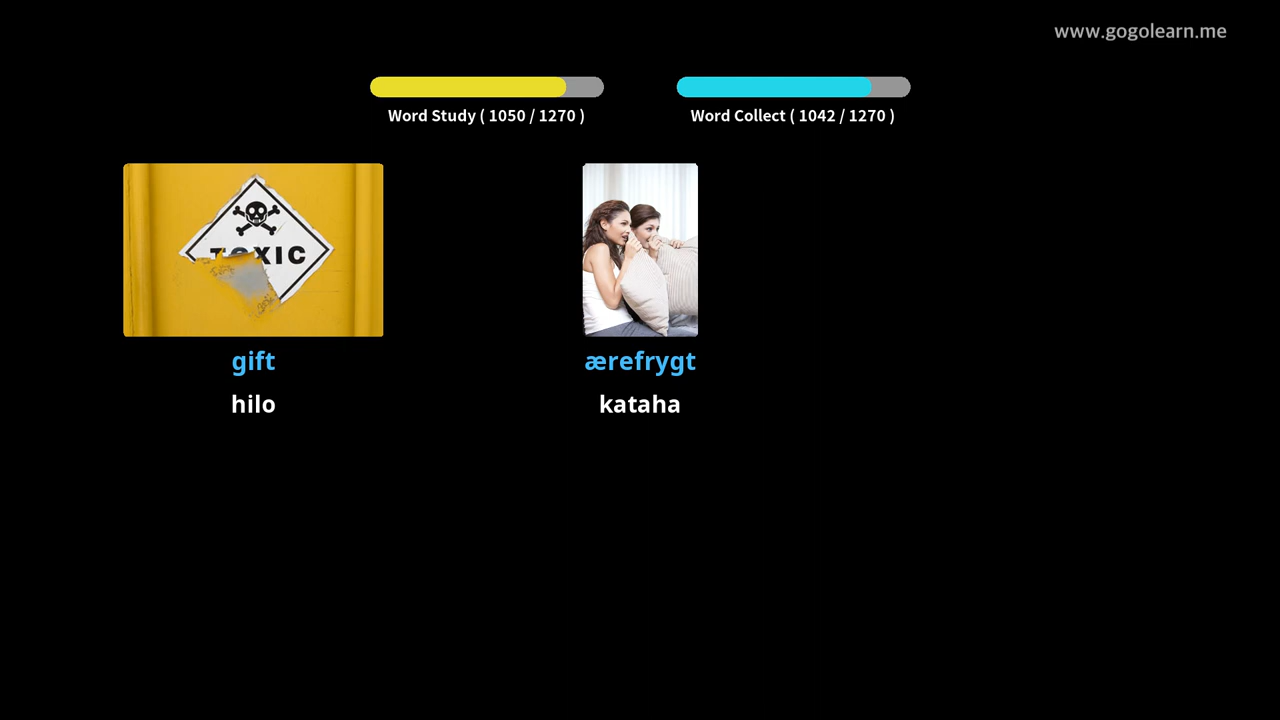 www.gogolearn.me
Word Study ( 1050 / 1270 )
Word Collect ( 1042 / 1270 )
TOXIC
gift
ærefrygt
hilo
kataha